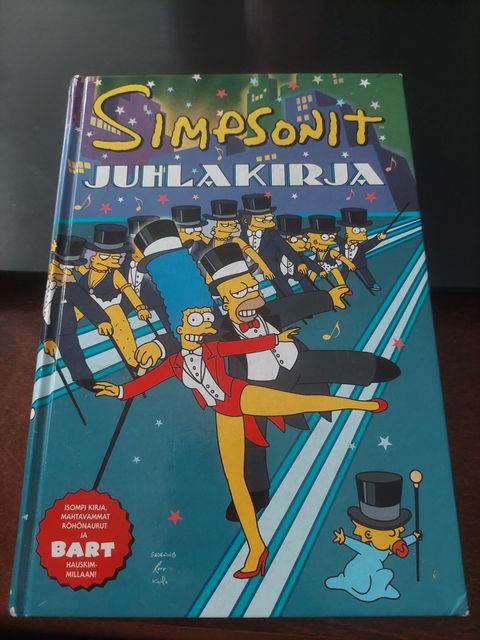 SIMPSONIT
JUHLAKIRJA
ISOMPI KIRJA,
MAHTAVAMMAT
RÖHÖNAURUT
JA
BART
HAUSKIM-
MILLAAN!